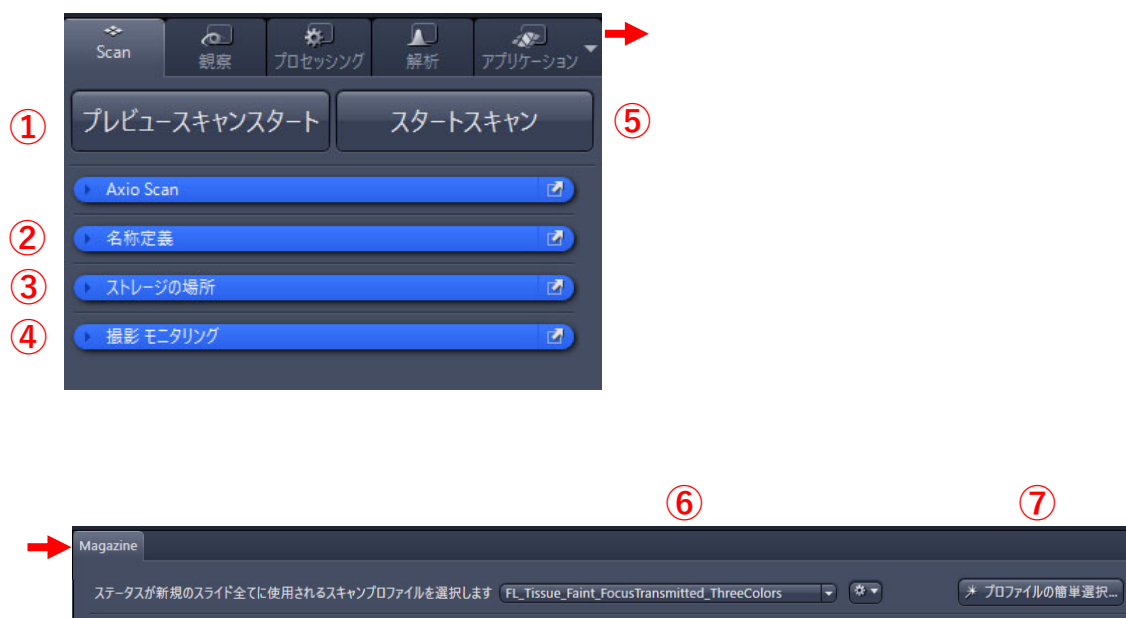 Scan
観察
プロセッシング
解析
アプリケーション
① プレビュースキャンスタート スタートスキャン ⑤
Axio Scan
② 名称定義
③ ストレージの場所
④ 撮影 モニタリング
⑥ ⑦
Magazine
ステータスが新規のスライド全てに使用されるスキャンプロファイルを選択します FL_Tissue_Faint_FocusTransmitted_ThreeColors プロファイルの簡単選択...